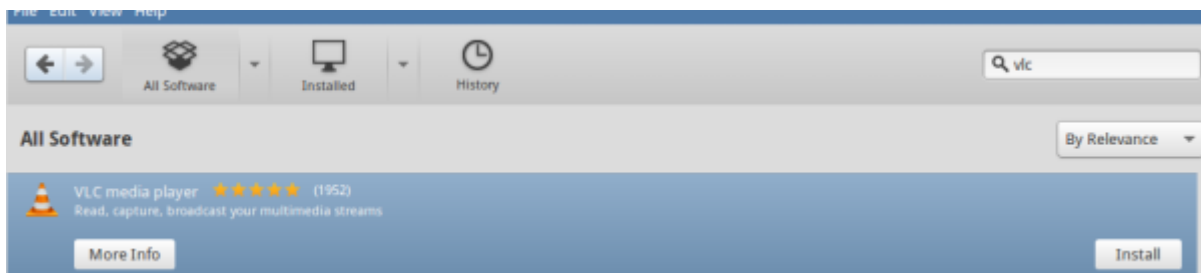 File Edit View Help
All Software
Installed
History
vlc
All Software
By Relevance
VLC media player (1952)
Read, capture, broadcast your multimedia streams
More Info
Install